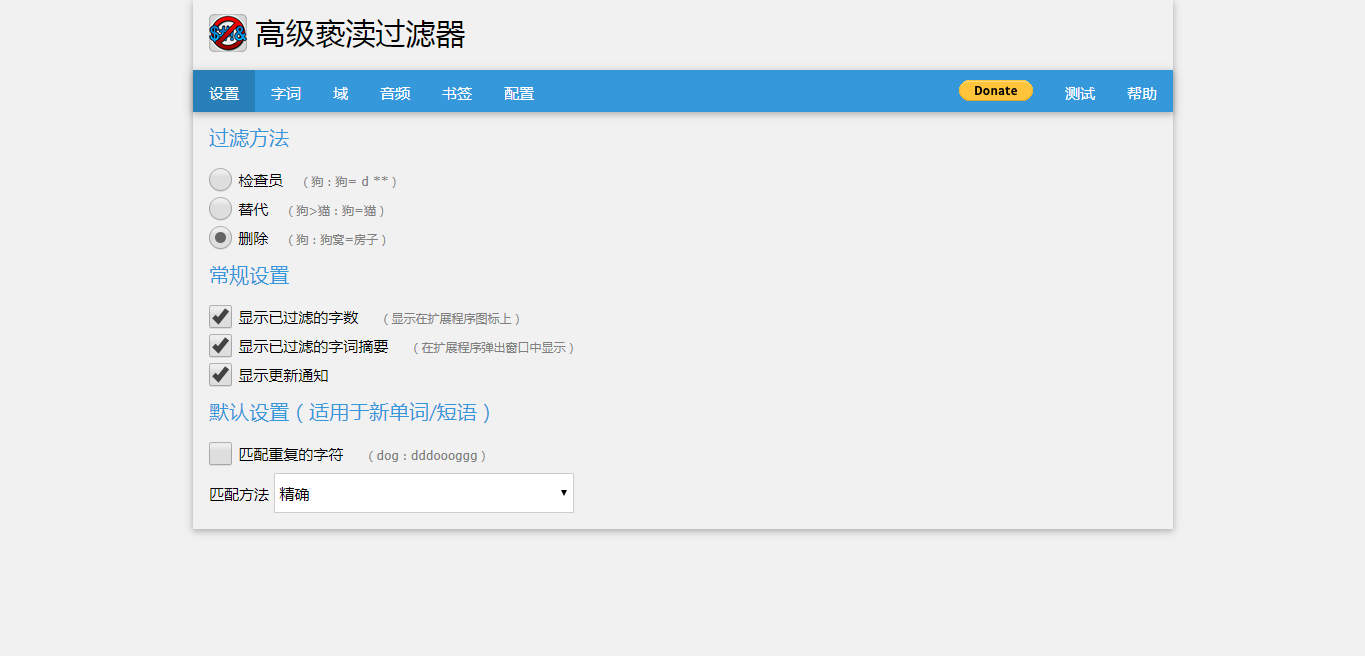 高级亵渎过滤器
设置 字词 域 音频 书签 配置 Donate 测试 帮助
过滤方法
检查员 （狗：狗= d **）
替代 （狗>猫：狗=猫）
删除 （狗：狗窝=房子）
常规设置
显示已过滤的字数 （显示在扩展程序图标上）
显示已过滤的字词摘要 （在扩展程序弹出窗口中显示）
显示更新通知
默认设置（适用于新单词/短语）
匹配重复的字符 （dog：dddoooggg）
匹配方法 精确